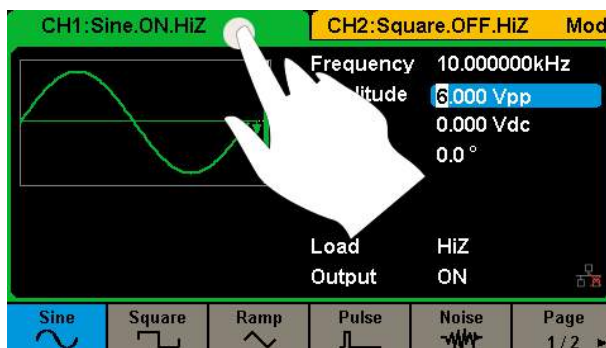 CH1:Sine.ON.HiZ
CH2:Square.OFF.HiZ
Frequency 10.000000kHz
6.000 Vpp
0.000 Vdc
0.0 °
Load HiZ
Output ON
Sine Square Ramp Pulse Noise Page
1/2